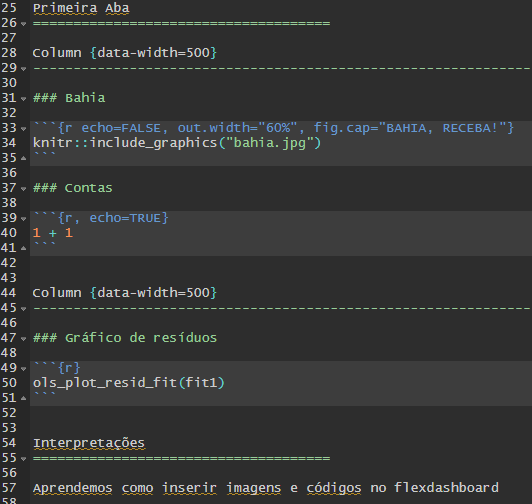 25 Primeira Aba
26 =====================================
27
28 Column {data-width=500}
29 --------------------------------------------------------------
30
31 ### Bahia
32
33 ```{r echo=FALSE, out.width="60%", fig.cap="BAHIA, RECEBA!"}
34 knitr::include_graphics("bahia.jpg")
35 ```
36
37 ### Contas
38
39 ```{r, echo=TRUE}
40 1 + 1
41 ```
42
43
44 Column {data-width=500}
45 --------------------------------------------------------------
46
47 ### Gráfico de resíduos
48
49 ```{r}
50 ols_plot_resid_fit(fit1)
51 ```
52
53
54 Interpretações
55 =====================================
56
57 Aprendemos como inserir imagens e códigos no flexdashboard
58